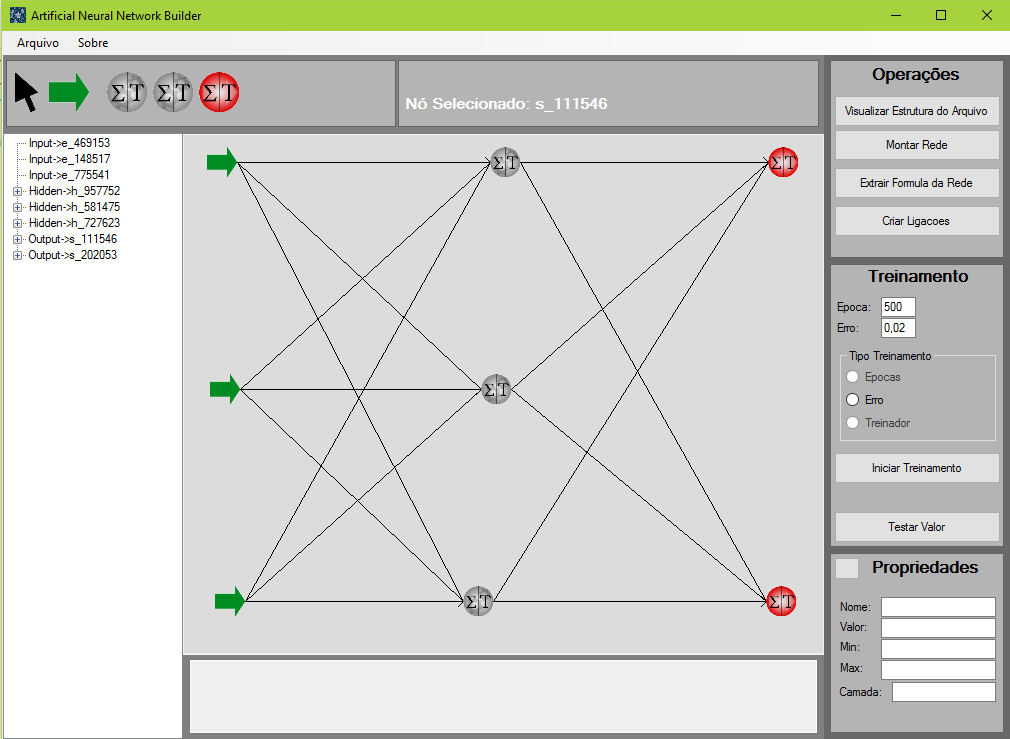 Artificial Neural Network Builder
Arquivo Sobre
ΣT ΣT ΣT
Nó Selecionado: s_111546
Input->e_469153
Input->e_148517
Input->e_775541
Hidden->h_957752
Hidden->h_581475
Hidden->h_727623
Output->s_111546
Output->s_202053
ΣT ΣT
ΣT
ΣT ΣT
Operações
Visualizar Estrutura do Arquivo
Montar Rede
Extrair Formula da Rede
Criar Ligacoes
Treinamento
Epoca: 500
Erro: 0,02
Tipo Treinamento
Epocas
Erro
Treinador
Iniciar Treinamento
Testar Valor
Propriedades
Nome:
Valor:
Min:
Max:
Camada: